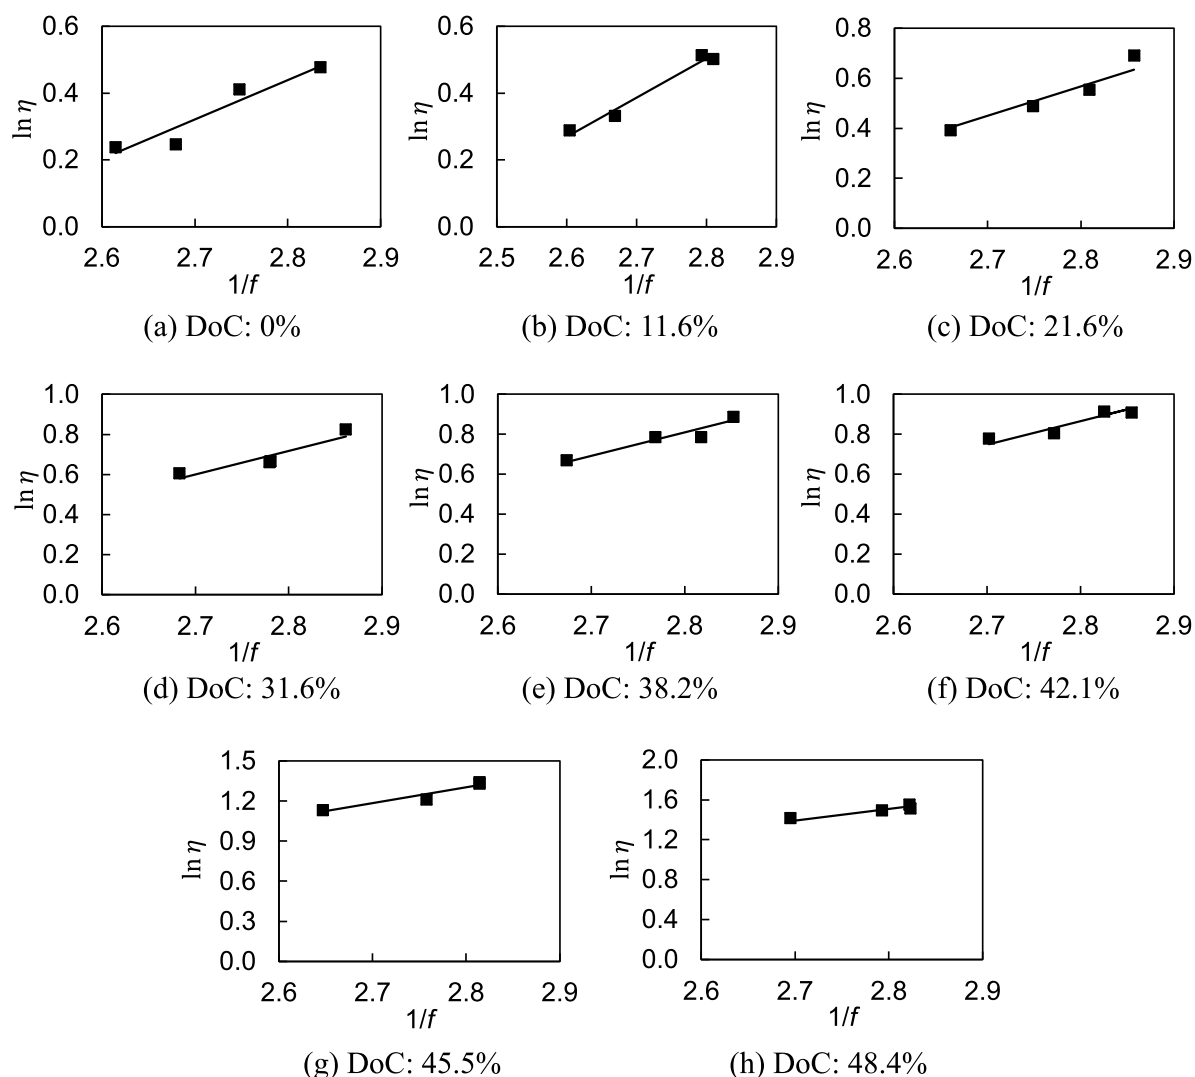 0.6
0.4
0.2
0.0
ln η
2.6 2.7 2.8 2.9
1/f
(a) DoC: 0%
0.6
0.4
0.2
0.0
ln η
2.5 2.6 2.7 2.8 2.9
1/f
(b) DoC: 11.6%
0.8
0.6
0.4
0.2
0.0
ln η
2.6 2.7 2.8 2.9
1/f
(c) DoC: 21.6%
1.0
0.8
0.6
0.4
0.2
0.0
ln η
2.6 2.7 2.8 2.9
1/f
(d) DoC: 31.6%
1.0
0.8
0.6
0.4
0.2
0.0
ln η
2.6 2.7 2.8 2.9
1/f
(e) DoC: 38.2%
1.0
0.8
0.6
0.4
0.2
0.0
ln η
2.6 2.7 2.8 2.9
1/f
(f) DoC: 42.1%
1.5
1.2
0.9
0.6
0.3
0.0
ln η
2.6 2.7 2.8 2.9
1/f
(g) DoC: 45.5%
2.0
1.6
1.2
0.8
0.4
0.0
ln η
2.6 2.7 2.8 2.9
1/f
(h) DoC: 48.4%